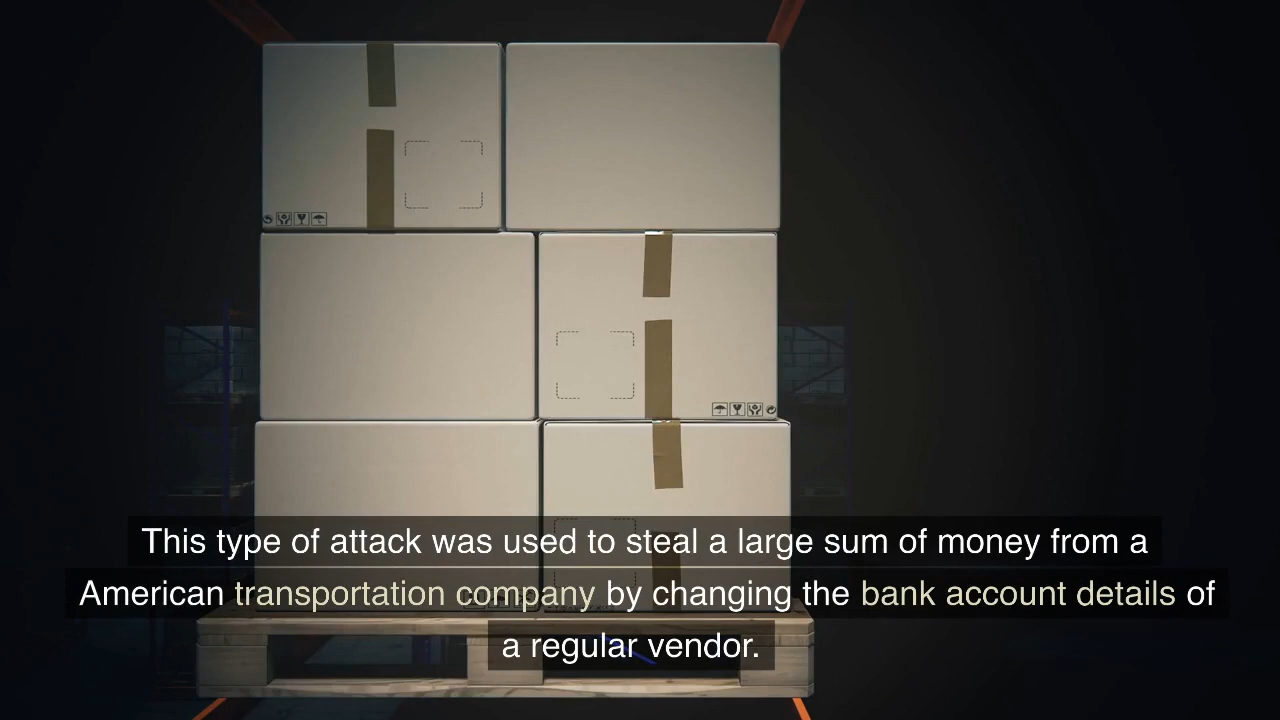 This type of attack was used to steal a large sum of money from a
American transportation company by changing the bank account details of
a regular vendor.